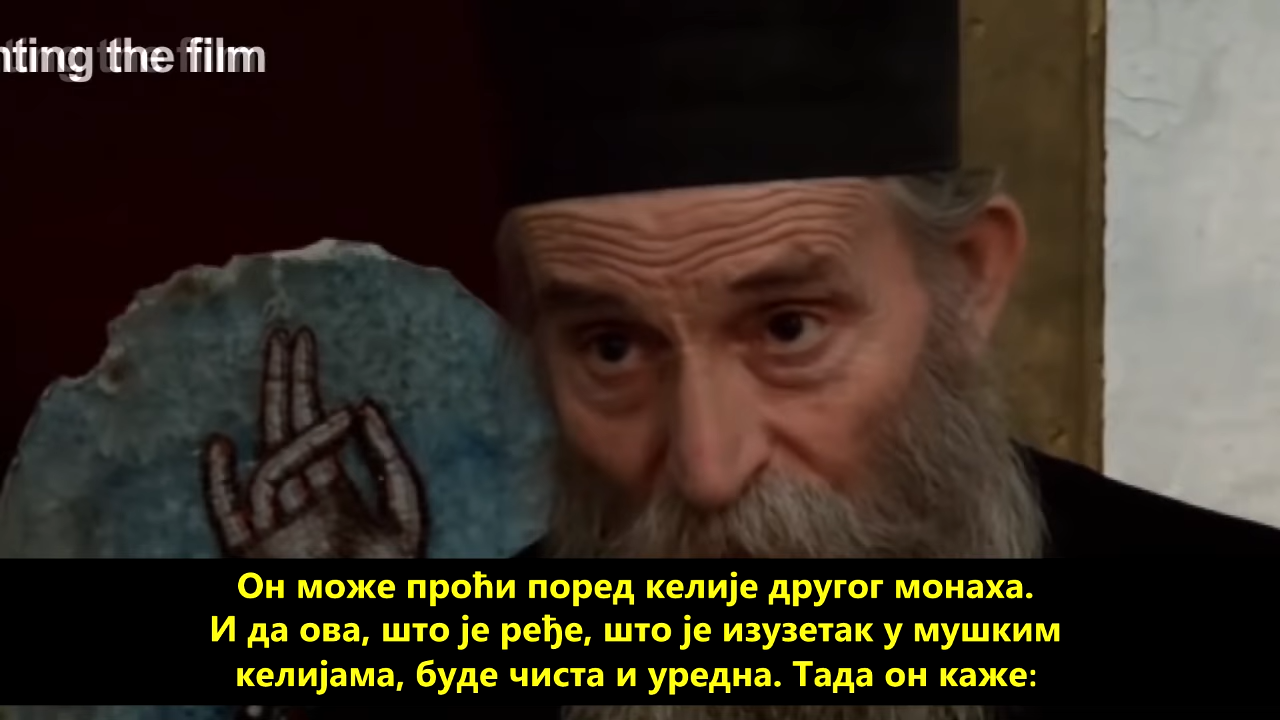 the film
Он може проћи поред келије другог монаха.
И да ова, што је ређе, што је изузетак у мушким
келијама, буде чиста и уредна. Тада он каже: